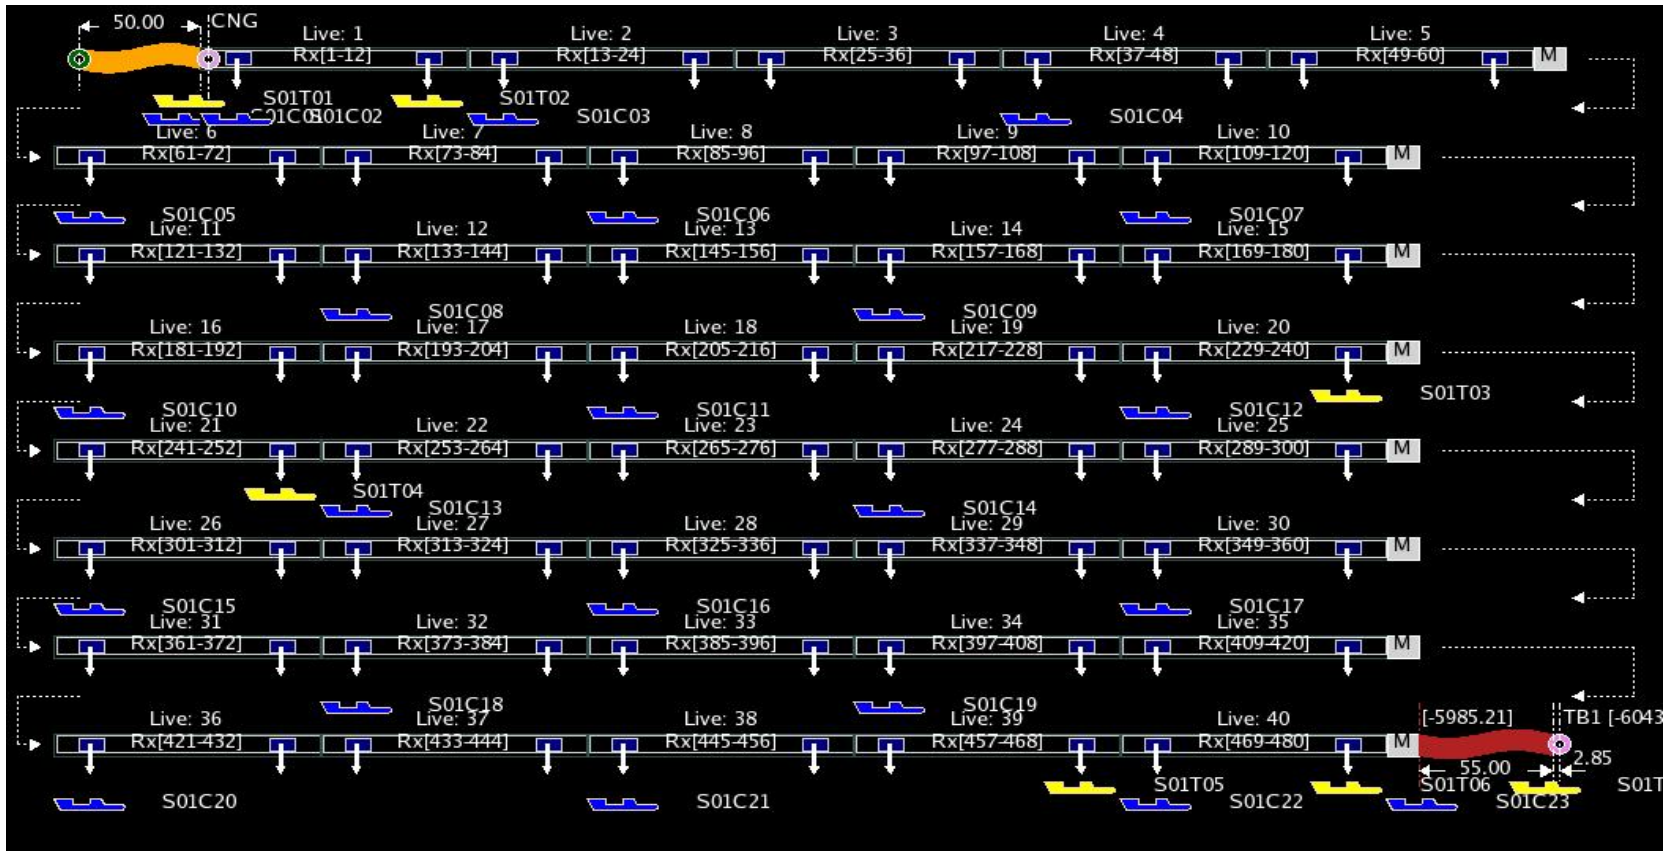 50.00 CNG
Live: 1 Live: 2 Live: 3 Live: 4 Live: 5
Rx[1-12] Rx[13-24] Rx[25-36] Rx[37-48] Rx[49-60] M
S01T01 S01T02
S01C01 S01C02 S01C03 S01C04
Live: 6 Live: 7 Live: 8 Live: 9 Live: 10
Rx[61-72] Rx[73-84] Rx[85-96] Rx[97-108] Rx[109-120] M
S01C05 S01C06 S01C07
Live: 11 Live: 12 Live: 13 Live: 14 Live: 15
Rx[121-132] Rx[133-144] Rx[145-156] Rx[157-168] Rx[169-180] M
S01C08 S01C09
Live: 16 Live: 17 Live: 18 Live: 19 Live: 20
Rx[181-192] Rx[193-204] Rx[205-216] Rx[217-228] Rx[229-240] M
S01T03
S01C10 S01C11 S01C12
Live: 21 Live: 22 Live: 23 Live: 24 Live: 25
Rx[241-252] Rx[253-264] Rx[265-276] Rx[277-288] Rx[289-300] M
S01T04
S01C13 S01C14
Live: 26 Live: 27 Live: 28 Live: 29 Live: 30
Rx[301-312] Rx[313-324] Rx[325-336] Rx[337-348] Rx[349-360] M
S01C15 S01C16 S01C17
Live: 31 Live: 32 Live: 33 Live: 34 Live: 35
Rx[361-372] Rx[373-384] Rx[385-396] Rx[397-408] Rx[409-420] M
S01C18 S01C19
Live: 36 Live: 37 Live: 38 Live: 39 Live: 40 [-5985.21] TB1 [-6043
Rx[421-432] Rx[433-444] Rx[445-456] Rx[457-468] Rx[469-480] M
55.00 2.85
S01T05 S01T06 S01T
S01C20 S01C21 S01C22 S01C23